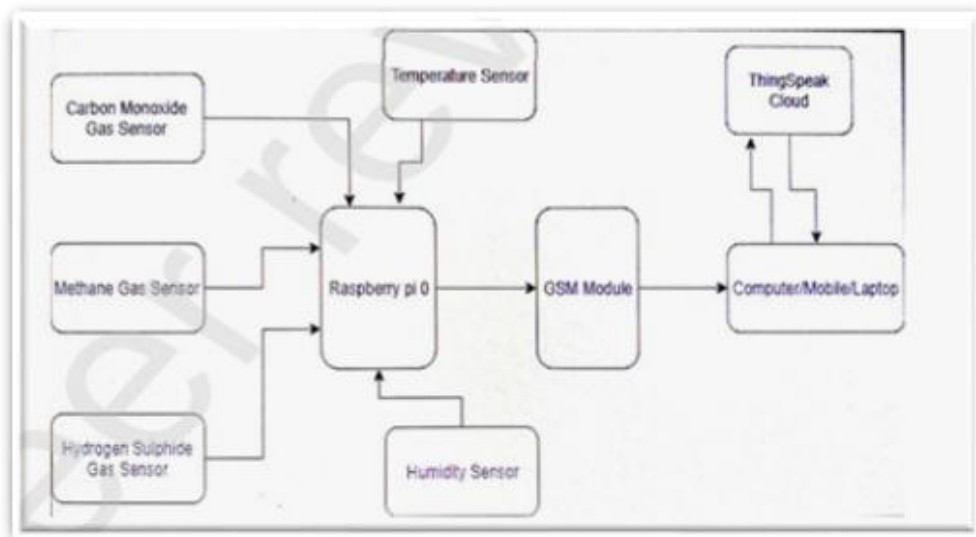 Temperature Sensor
ThingSpeak
Cloud
Carbon Monoxide
Gas Sensor
Methane Gas Sensor
Raspberry pi 0
GSM Module
Computer/Mobile/Laptop
Hydrogen Sulphide
Gas Sensor
Humidity Sensor